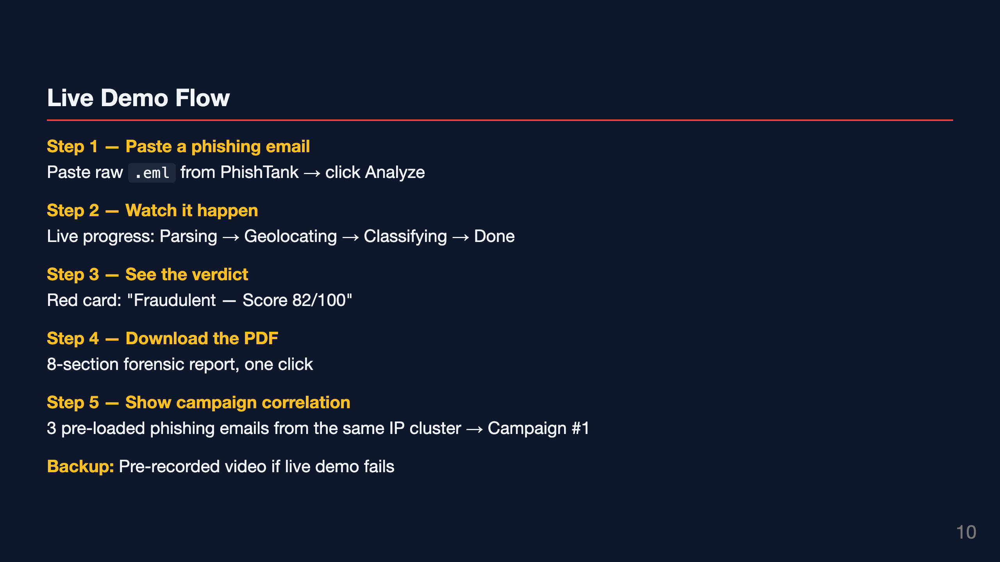 Live Demo Flow
Step 1 — Paste a phishing email
Paste raw .eml from PhishTank → click Analyze
Step 2 — Watch it happen
Live progress: Parsing → Geolocating → Classifying → Done
Step 3 — See the verdict
Red card: "Fraudulent — Score 82/100"
Step 4 — Download the PDF
8-section forensic report, one click
Step 5 — Show campaign correlation
3 pre-loaded phishing emails from the same IP cluster → Campaign #1
Backup: Pre-recorded video if live demo fails
10